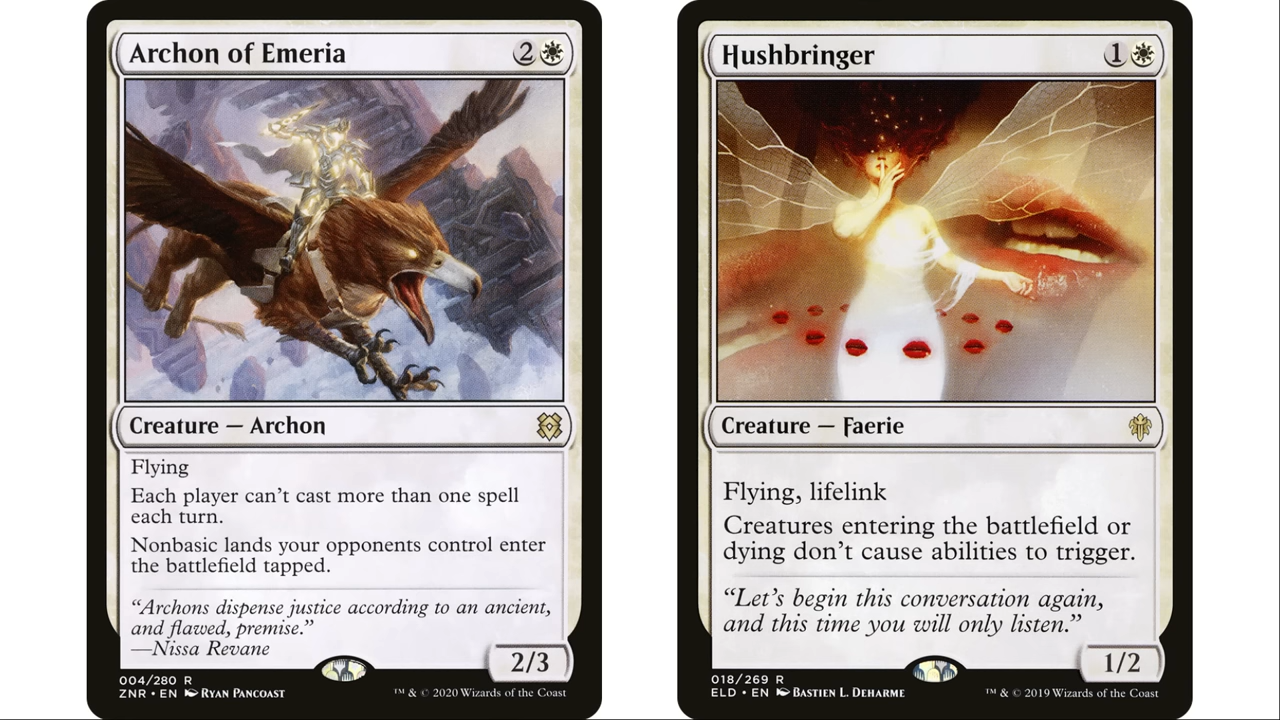 Archon of Emeria
2
Creature — Archon
Flying
Each player can't cast more than one spell
each turn.
Nonbasic lands your opponents control enter
the battlefield tapped.
"Archons dispense justice according to an ancient,
and flawed, premise."
—Nissa Revane
2/3
004/280 R
ZNR • EN RYAN PANCOAST
™ & © 2020 Wizards of the Coast
Hushbringer
1
Creature — Faerie
Flying, lifelink
Creatures entering the battlefield or
dying don't cause abilities to trigger.
"Let's begin this conversation again,
and this time you will only listen."
1/2
018/269 R
ELD • EN BASTIEN L. DEHARME
™ & © 2019 Wizards of the Coast